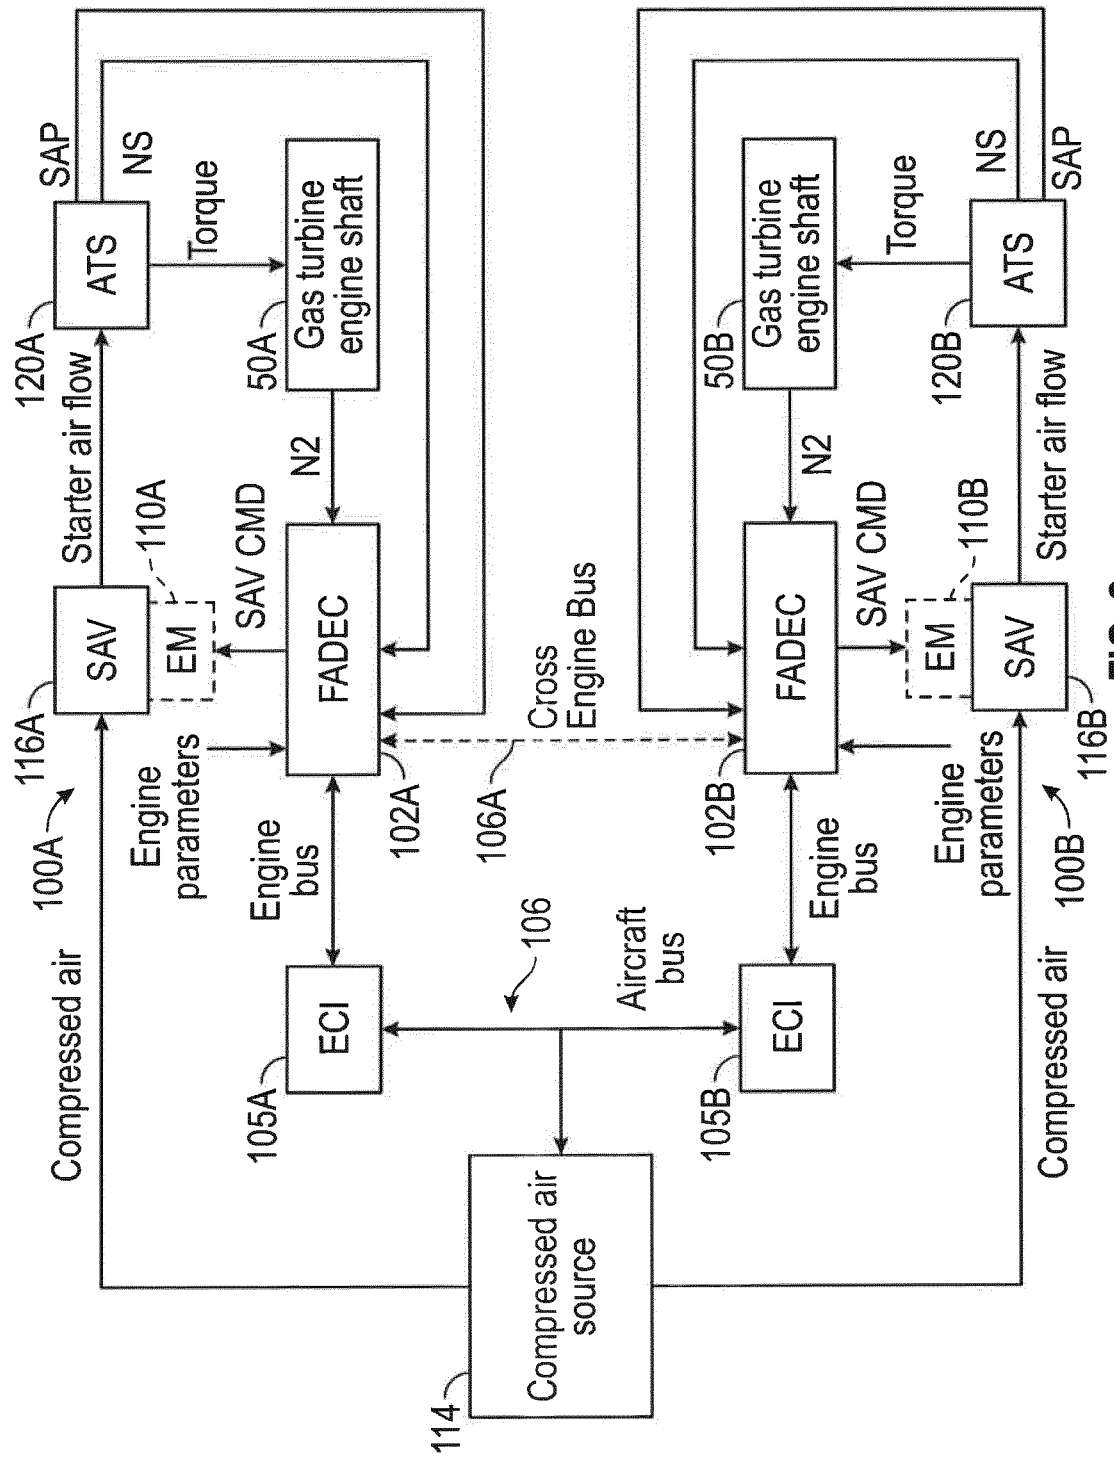 116A
120A
SAP
100A
Compressed air
SAV
Starter air flow
ATS
NS
Engine
parameters
EM
110A
Torque
SAV CMD
105A
Engine
bus
50A
ECI
FADEC
N2
Gas turbine
engine shaft
102A
114
Compressed air
source
106
106A
Cross
Engine Bus
Aircraft
bus
105B
102B
50B
ECI
Engine
bus
FADEC
N2
Gas turbine
engine shaft
SAV CMD
Torque
Engine
parameters
EM
110B
120B
NS
Compressed air
SAV
Starter air flow
ATS
SAP
100B
116B